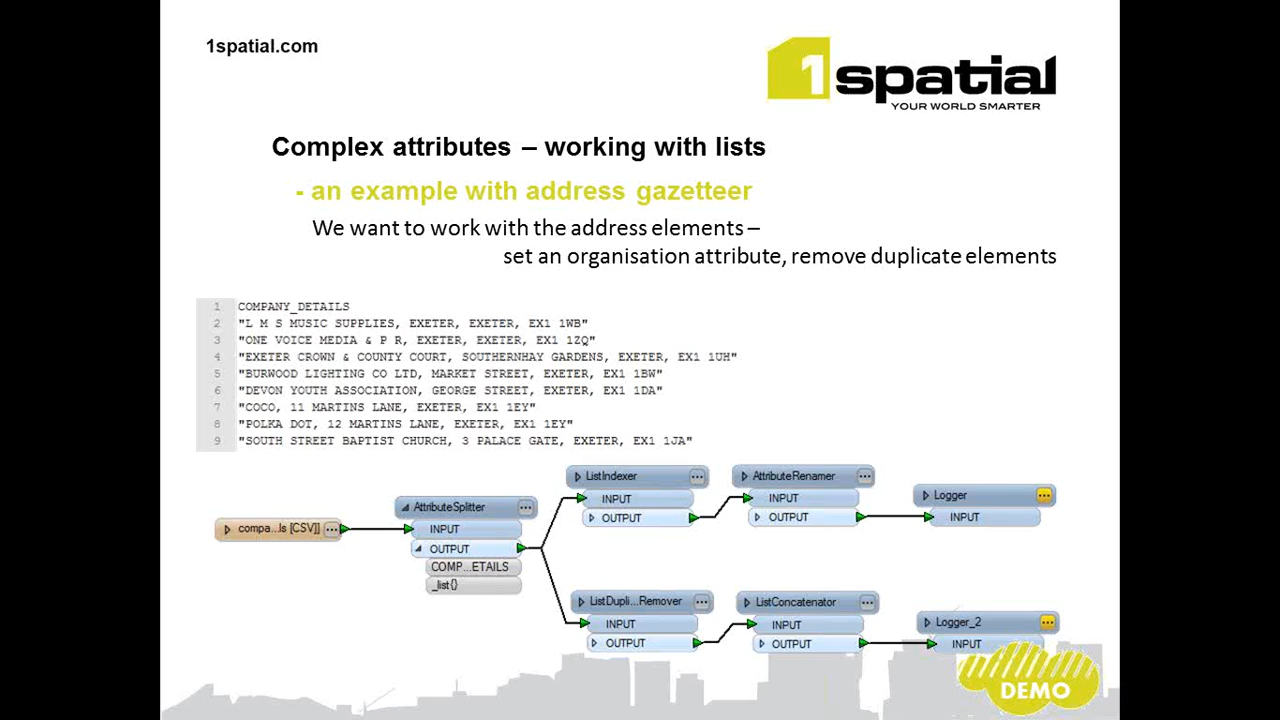 1spatial.com
1spatial
YOUR WORLD SMARTER
Complex attributes – working with lists
- an example with address gazetteer
We want to work with the address elements –
set an organisation attribute, remove duplicate elements
1 COMPANY_DETAILS
2 "L M S MUSIC SUPPLIES, EXETER, EXETER, EX1 1WB"
3 "ONE VOICE MEDIA & P R, EXETER, EXETER, EX1 1ZQ"
4 "EXETER CROWN & COUNTY COURT, SOUTHERNHAY GARDENS, EXETER, EX1 1UH"
5 "BURWOOD LIGHTING CO LTD, MARKET STREET, EXETER, EX1 1BW"
6 "DEVON YOUTH ASSOCIATION, GEORGE STREET, EXETER, EX1 1DA"
7 "COCO, 11 MARTINS LANE, EXETER, EX1 1EY"
8 "POLKA DOT, 12 MARTINS LANE, EXETER, EX1 1EY"
9 "SOUTH STREET BAPTIST CHURCH, 3 PALACE GATE, EXETER, EX1 1JA"
compa...ls [CSV]] ...
AttributeSplitter ...
INPUT
OUTPUT
COMP...ETAILS
_list{}
ListIndexer ...
INPUT
OUTPUT
AttributeRenamer ...
INPUT
OUTPUT
Logger ...
INPUT
ListDupli...Remover ...
INPUT
OUTPUT
ListConcatenator ...
INPUT
OUTPUT
Logger_2 ...
INPUT
DEMO